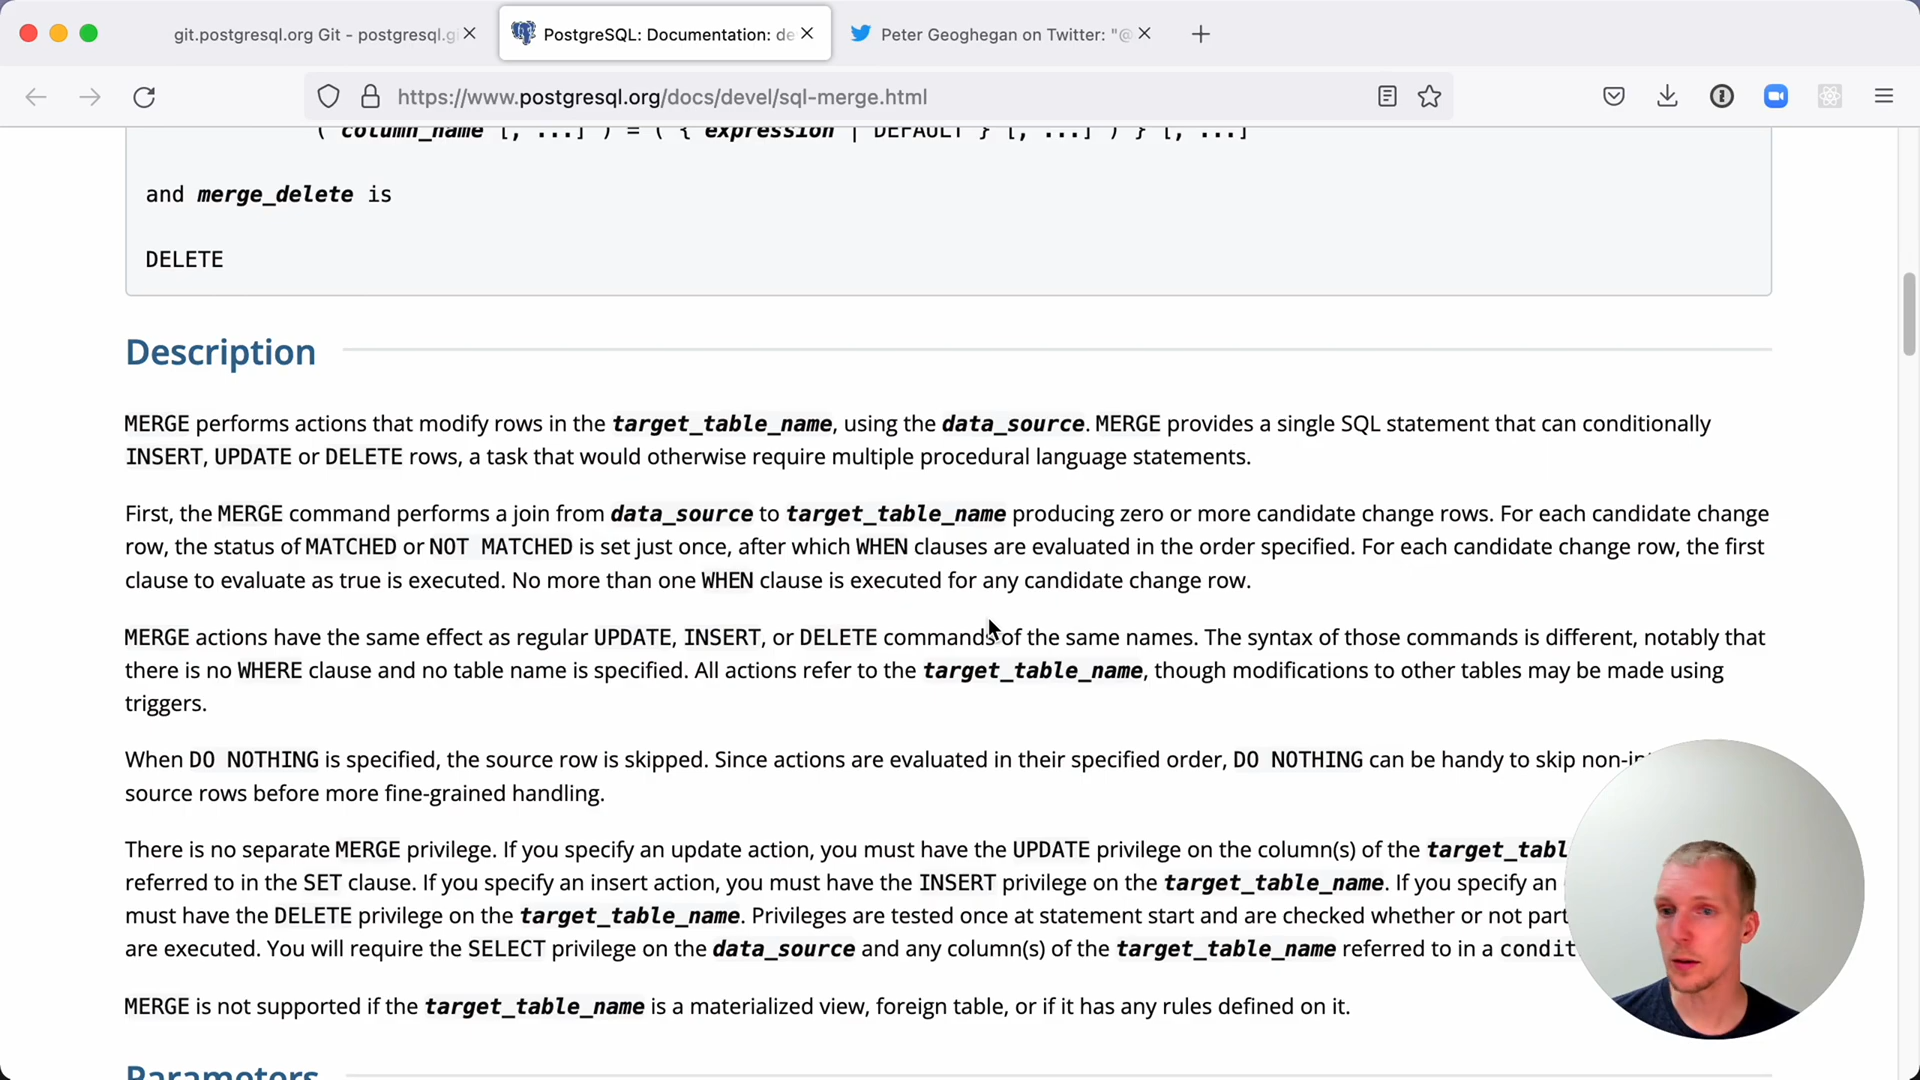 git.postgresql.org Git - postgresql.gi
PostgreSQL: Documentation: de
Peter Geoghegan on Twitter: "@
https://www.postgresql.org/docs/devel/sql-merge.html
( column_name [, ...] ) = ( { expression | DEFAULT } [, ...] ) } [, ...]
and merge_delete is
DELETE
Description
MERGE performs actions that modify rows in the target_table_name, using the data_source. MERGE provides a single SQL statement that can conditionally
INSERT, UPDATE or DELETE rows, a task that would otherwise require multiple procedural language statements.
First, the MERGE command performs a join from data_source to target_table_name producing zero or more candidate change rows. For each candidate change
row, the status of MATCHED or NOT MATCHED is set just once, after which WHEN clauses are evaluated in the order specified. For each candidate change row, the first
clause to evaluate as true is executed. No more than one WHEN clause is executed for any candidate change row.
MERGE actions have the same effect as regular UPDATE, INSERT, or DELETE commands of the same names. The syntax of those commands is different, notably that
there is no WHERE clause and no table name is specified. All actions refer to the target_table_name, though modifications to other tables may be made using
triggers.
When DO NOTHING is specified, the source row is skipped. Since actions are evaluated in their specified order, DO NOTHING can be handy to skip non-in
source rows before more fine-grained handling.
There is no separate MERGE privilege. If you specify an update action, you must have the UPDATE privilege on the column(s) of the target_tabl
referred to in the SET clause. If you specify an insert action, you must have the INSERT privilege on the target_table_name. If you specify an
must have the DELETE privilege on the target_table_name. Privileges are tested once at statement start and are checked whether or not part
are executed. You will require the SELECT privilege on the data_source and any column(s) of the target_table_name referred to in a condit
MERGE is not supported if the target_table_name is a materialized view, foreign table, or if it has any rules defined on it.
Parameters